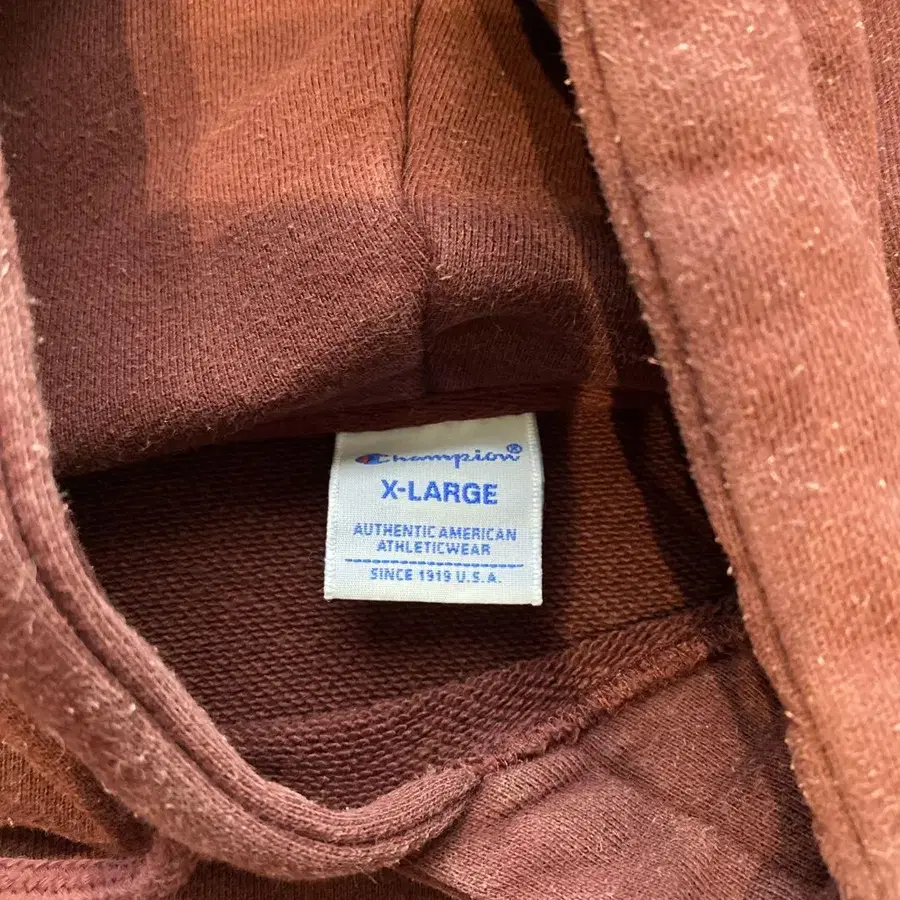 Champion®
X-LARGE
AUTHENTIC AMERICAN
ATHLETICWEAR
SINCE 1919 U.S.A.